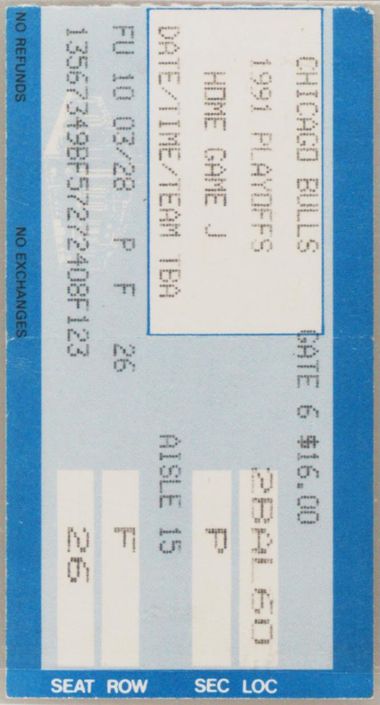 CHICAGO BULLS GATE 6 $16.00
1991 PLAYOFFS
HOME GAME J
DATE/TIME/TEAM TBA
AISLE 15
FU 10 03/28 P F 26
13567349BF57272408F123
LOC
SEC P
ROW F
SEAT 26
NO REFUNDS NO EXCHANGES